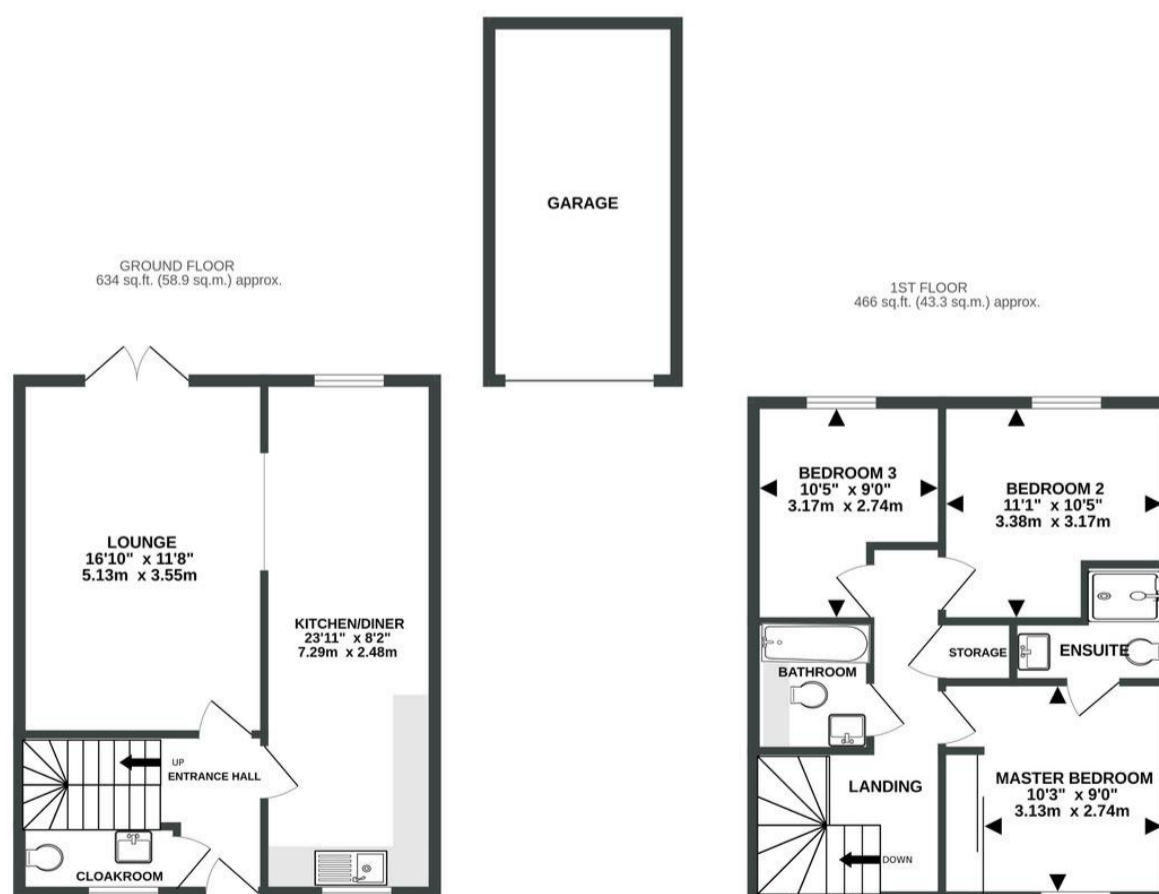 GARAGE
GROUND FLOOR
634 sq.ft. (58.9 sq.m.) approx.
1ST FLOOR
466 sq.ft. (43.3 sq.m.) approx.
LOUNGE
16'10" x 11'8"
5.13m x 3.55m
KITCHEN/DINER
23'11" x 8'2"
7.29m x 2.48m
UP
ENTRANCE HALL
CLOAKROOM
BEDROOM 3
10'5" x 9'0"
3.17m x 2.74m
BEDROOM 2
11'1" x 10'5"
3.38m x 3.17m
STORAGE
ENSUITE
BATHROOM
LANDING
MASTER BEDROOM
10'3" x 9'0"
3.13m x 2.74m
DOWN